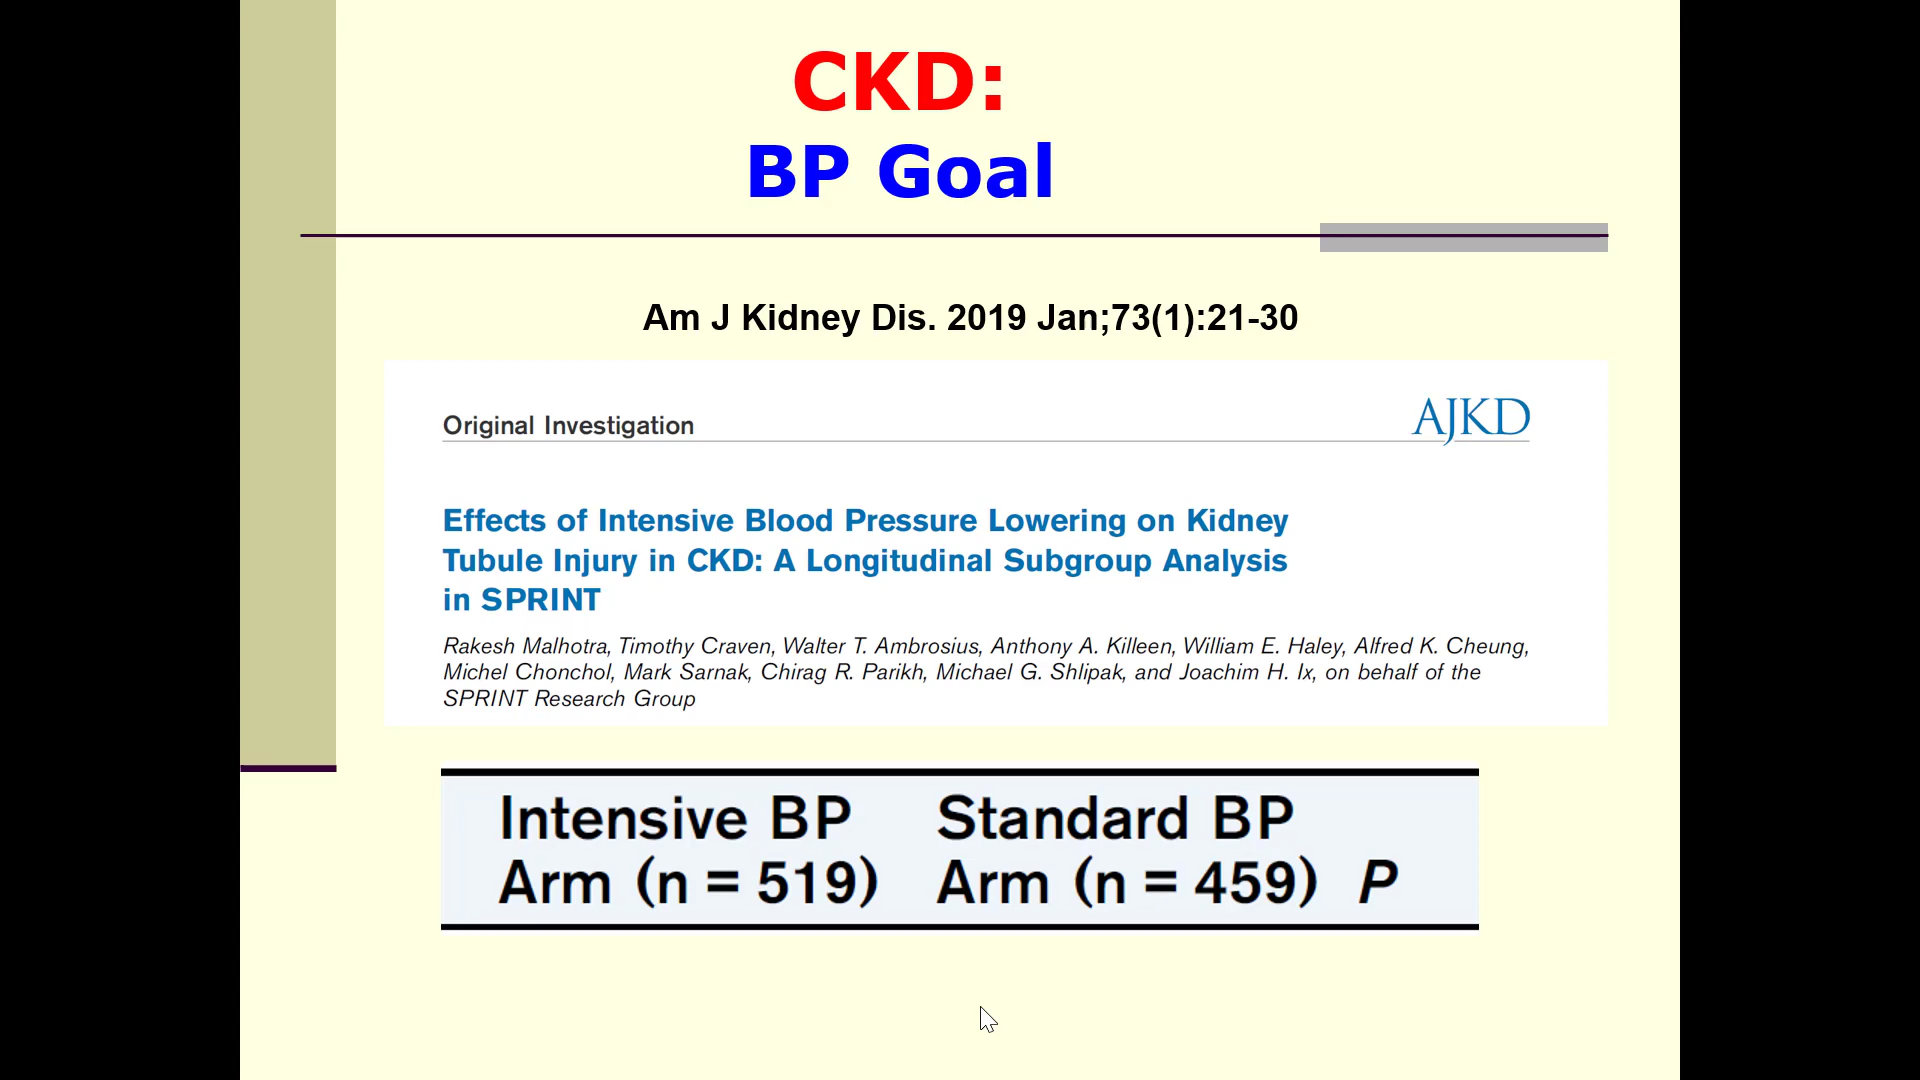 CKD:
BP Goal
Am J Kidney Dis. 2019 Jan;73(1):21-30
Original Investigation
AJKD
Effects of Intensive Blood Pressure Lowering on Kidney
Tubule Injury in CKD: A Longitudinal Subgroup Analysis
in SPRINT
Rakesh Malhotra, Timothy Craven, Walter T. Ambrosius, Anthony A. Killeen, William E. Haley, Alfred K. Cheung,
Michel Chonchol, Mark Sarnak, Chirag R. Parikh, Michael G. Shlipak, and Joachim H. Ix, on behalf of the
SPRINT Research Group
Intensive BP Standard BP
Arm (n = 519) Arm (n = 459) P